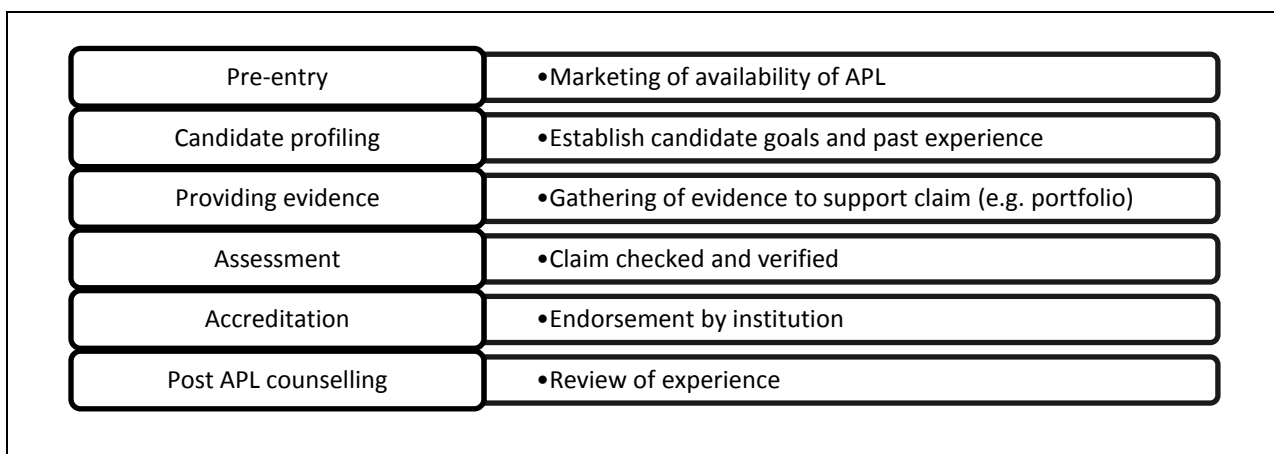 Pre-entry
•Marketing of availability of APL
Candidate profiling
•Establish candidate goals and past experience
Providing evidence
•Gathering of evidence to support claim (e.g. portfolio)
Assessment
•Claim checked and verified
Accreditation
•Endorsement by institution
Post APL counselling
•Review of experience